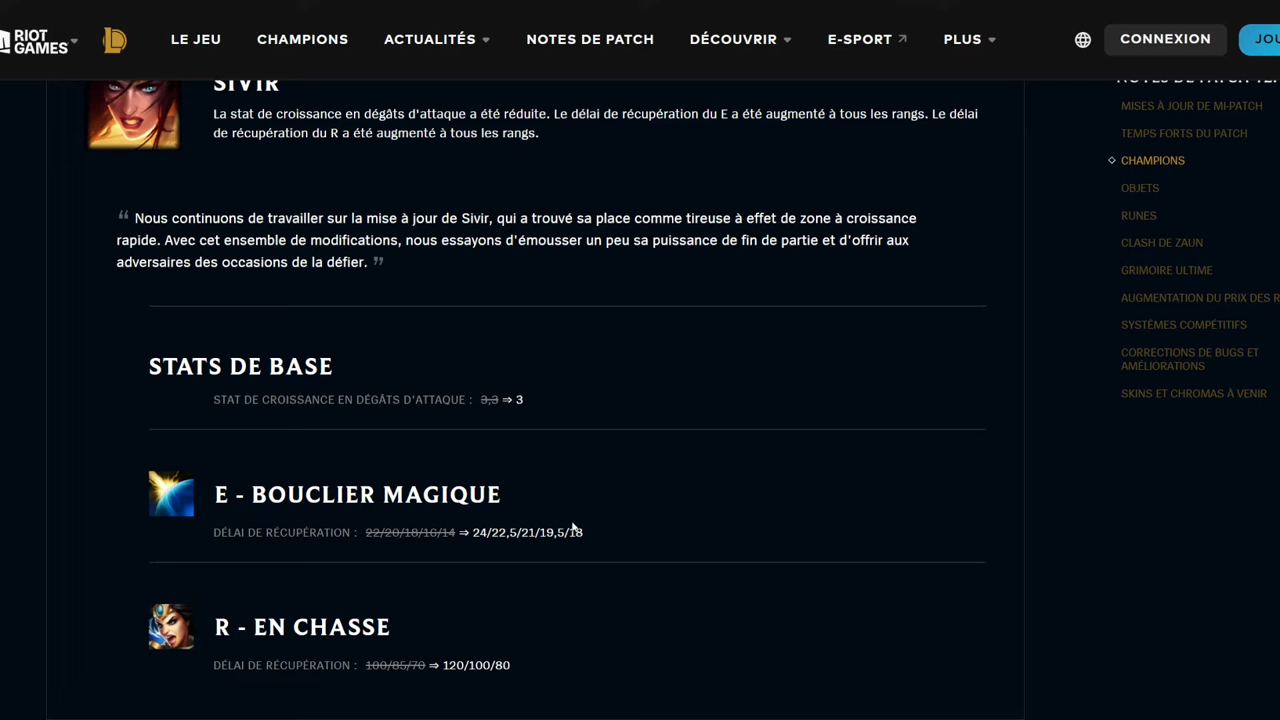 RIOT GAMES
LE JEU
CHAMPIONS
ACTUALITÉS
NOTES DE PATCH
DÉCOUVRIR
E-SPORT
PLUS
CONNEXION
JOU
SIVIR
La stat de croissance en dégâts d'attaque a été réduite. Le délai de récupération du E a été augmenté à tous les rangs. Le délai
de récupération du R a été augmenté à tous les rangs.
“ Nous continuons de travailler sur la mise à jour de Sivir, qui a trouvé sa place comme tireuse à effet de zone à croissance
rapide. Avec cet ensemble de modifications, nous essayons d'émousser un peu sa puissance de fin de partie et d'offrir aux
adversaires des occasions de la défier. ”
STATS DE BASE
STAT DE CROISSANCE EN DÉGÂTS D'ATTAQUE : 3,3 ⇒ 3
E - BOUCLIER MAGIQUE
DÉLAI DE RÉCUPÉRATION : 22/20/18/16/14 ⇒ 24/22,5/21/19,5/18
R - EN CHASSE
DÉLAI DE RÉCUPÉRATION : 100/85/70 ⇒ 120/100/80
NOTES DE PATCH
MISES À JOUR DE MI-PATCH
TEMPS FORTS DU PATCH
CHAMPIONS
OBJETS
RUNES
CLASH DE ZAUN
GRIMOIRE ULTIME
AUGMENTATION DU PRIX DES R
SYSTÈMES COMPÉTITIFS
CORRECTIONS DE BUGS ET
AMÉLIORATIONS
SKINS ET CHROMAS À VENIR